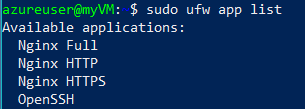 azureuser@myVM:~$ sudo ufw app list
Available applications:
  Nginx Full
  Nginx HTTP
  Nginx HTTPS
  OpenSSH